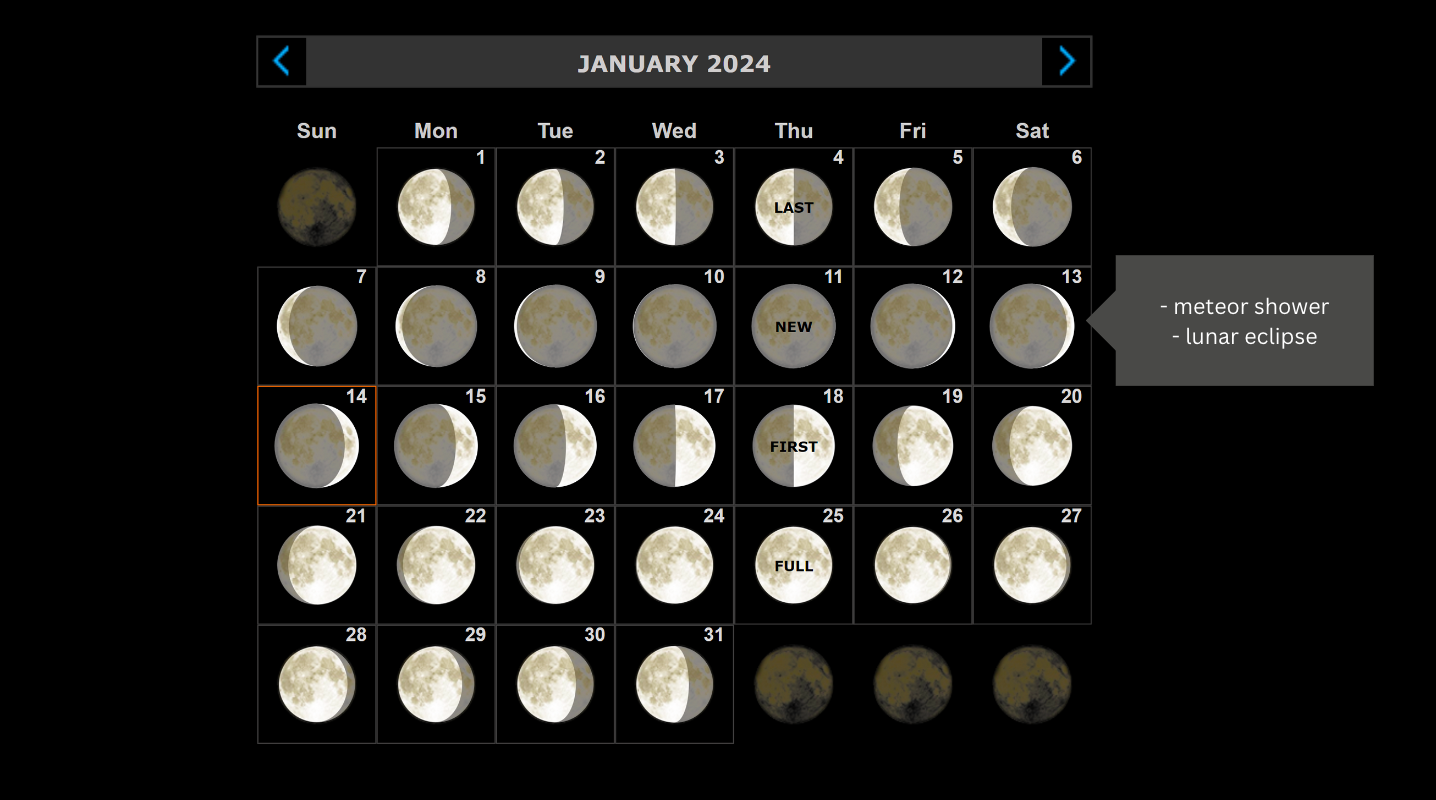 JANUARY 2024
Sun Mon Tue Wed Thu Fri Sat
1 2 3 4 5 6
LAST
7 8 9 10 11 12 13
NEW
- meteor shower
- lunar eclipse
14 15 16 17 18 19 20
FIRST
21 22 23 24 25 26 27
FULL
28 29 30 31